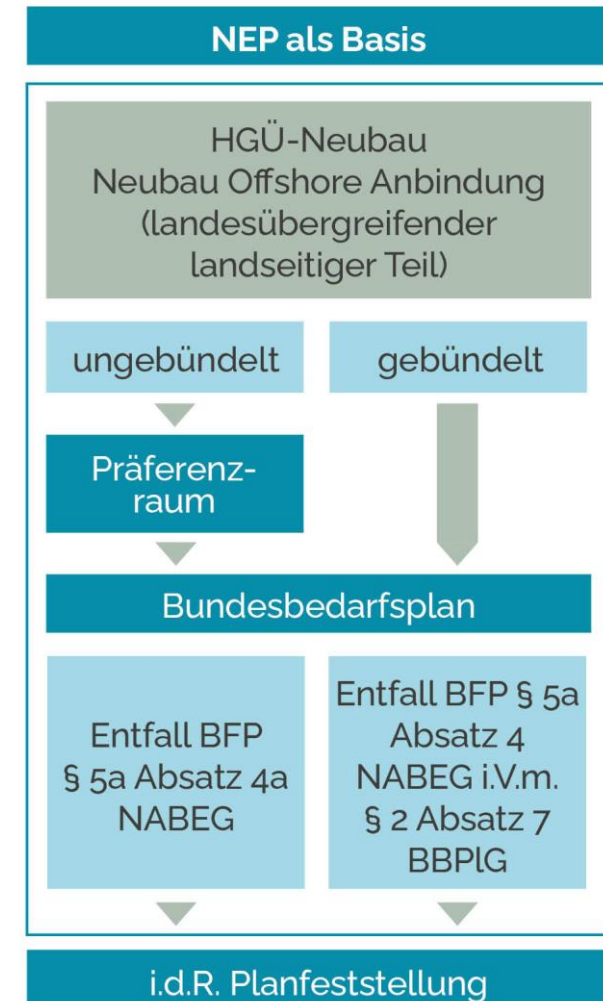 NEP als Basis
HGÜ-Neubau
Neubau Offshore Anbindung
(landesübergreifender
landseitiger Teil)
ungebündelt
gebündelt
Präferenz-
raum
Bundesbedarfsplan
Entfall BFP
§ 5a Absatz 4a
NABEG
Entfall BFP § 5a
Absatz 4
NABEG i.V.m.
§ 2 Absatz 7
BBPlG
i.d.R. Planfeststellung